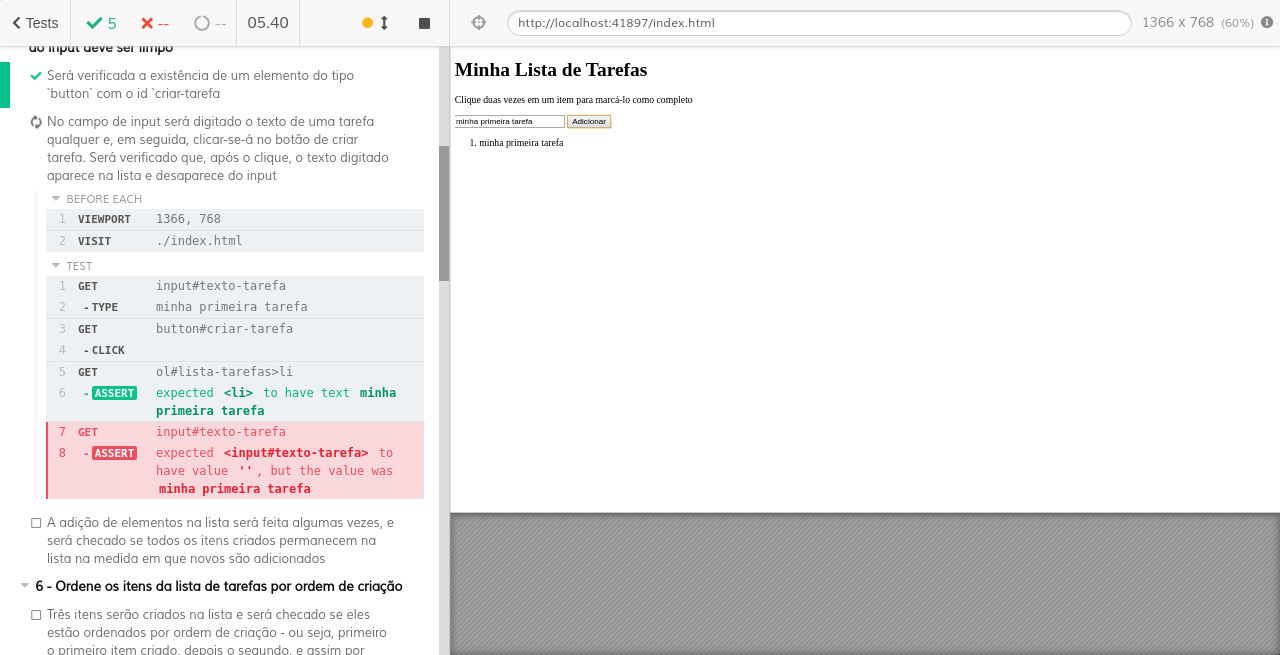 Tests 5 -- -- 05.40
http://localhost:41897/index.html 1366 x 768 (60%)
do input deve ser limpo
Será verificada a existência de um elemento do tipo
`button` com o id `criar-tarefa
No campo de input será digitado o texto de uma tarefa
qualquer e, em seguida, clicar-se-á no botão de criar
tarefa. Será verificado que, após o clique, o texto digitado
aparece na lista e desaparece do input
BEFORE EACH
1 VIEWPORT 1366, 768
2 VISIT ./index.html
TEST
1 GET input#texto-tarefa
2 -TYPE minha primeira tarefa
3 GET button#criar-tarefa
4 -CLICK
5 GET ol#lista-tarefas>li
6 -ASSERT expected <li> to have text minha
primeira tarefa
7 GET input#texto-tarefa
8 -ASSERT expected <input#texto-tarefa> to
have value '', but the value was
minha primeira tarefa
A adição de elementos na lista será feita algumas vezes, e
será checado se todos os itens criados permanecem na
lista na medida em que novos são adicionados
6 - Ordene os itens da lista de tarefas por ordem de criação
Três itens serão criados na lista e será checado se eles
estão ordenados por ordem de criação - ou seja, primeiro
o primeiro item criado, depois o segundo, e assim por
Minha Lista de Tarefas
Clique duas vezes em um item para marcá-lo como completo
minha primeira tarefa Adicionar
1. minha primeira tarefa